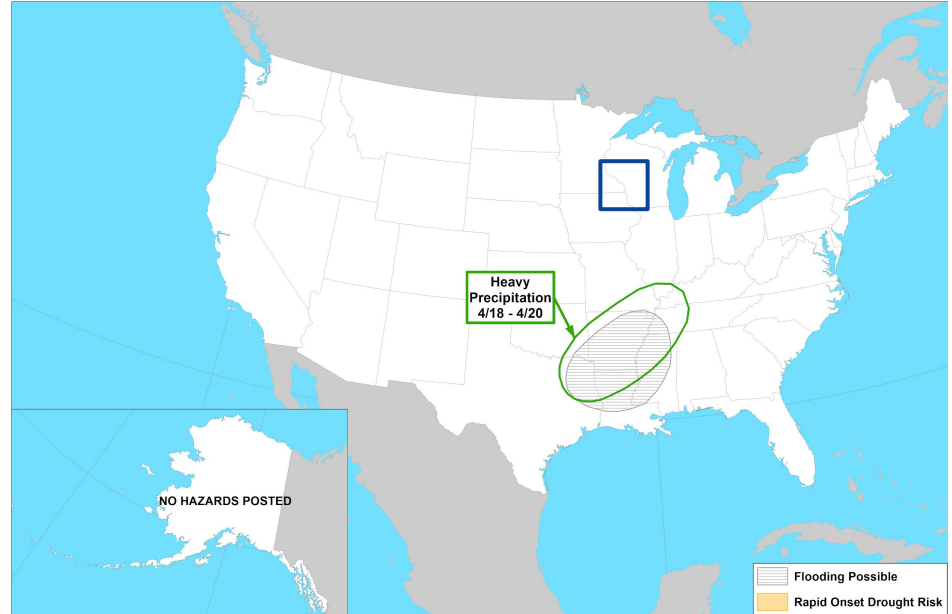 Heavy
Precipitation
4/18 - 4/20
NO HAZARDS POSTED
Flooding Possible
Rapid Onset Drought Risk